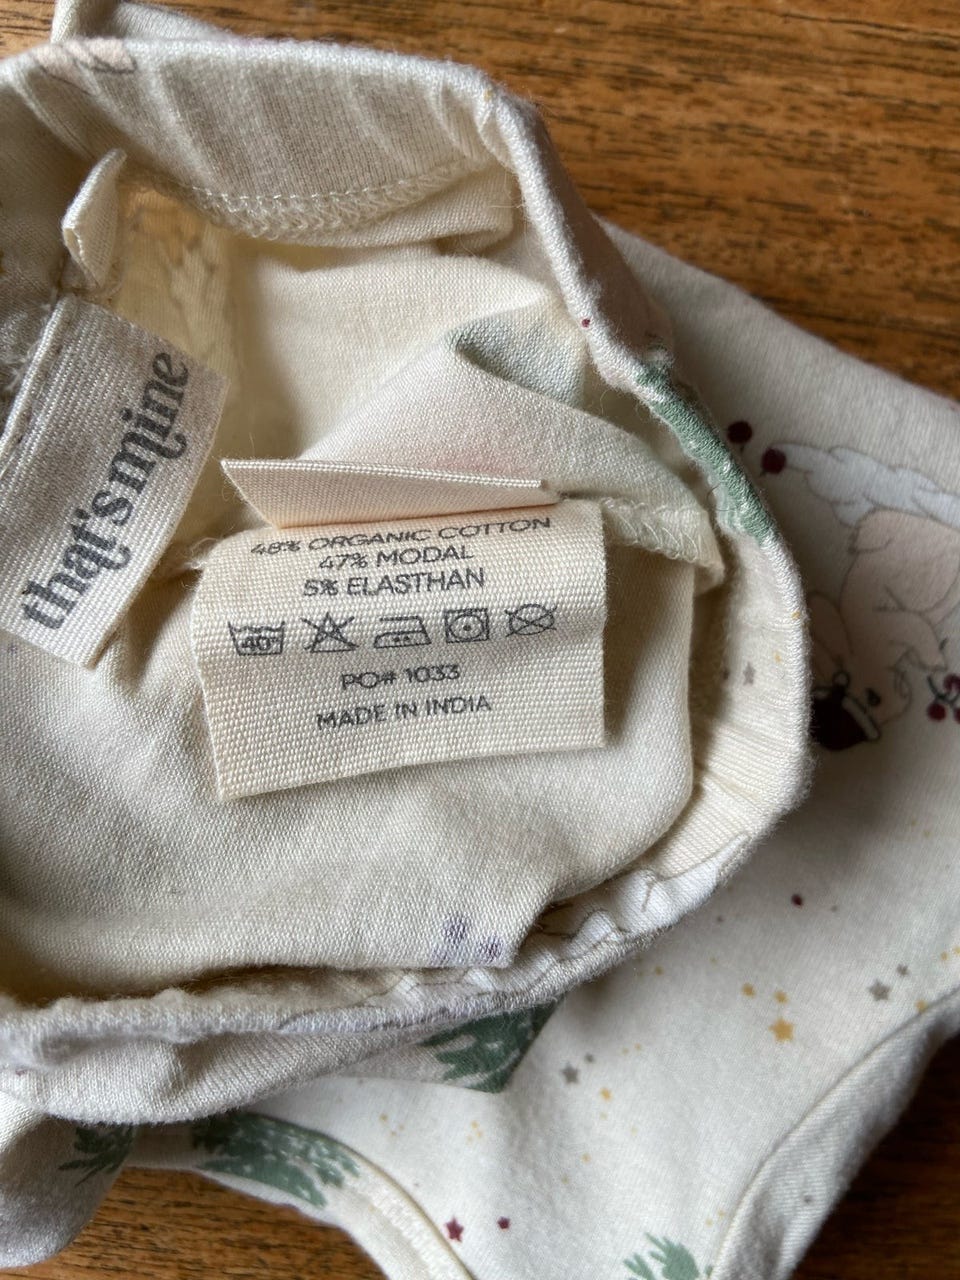 that's mine
48% ORGANIC COTTON
47% MODAL
5% ELASTHAN
40°
PO# 1033
MADE IN INDIA